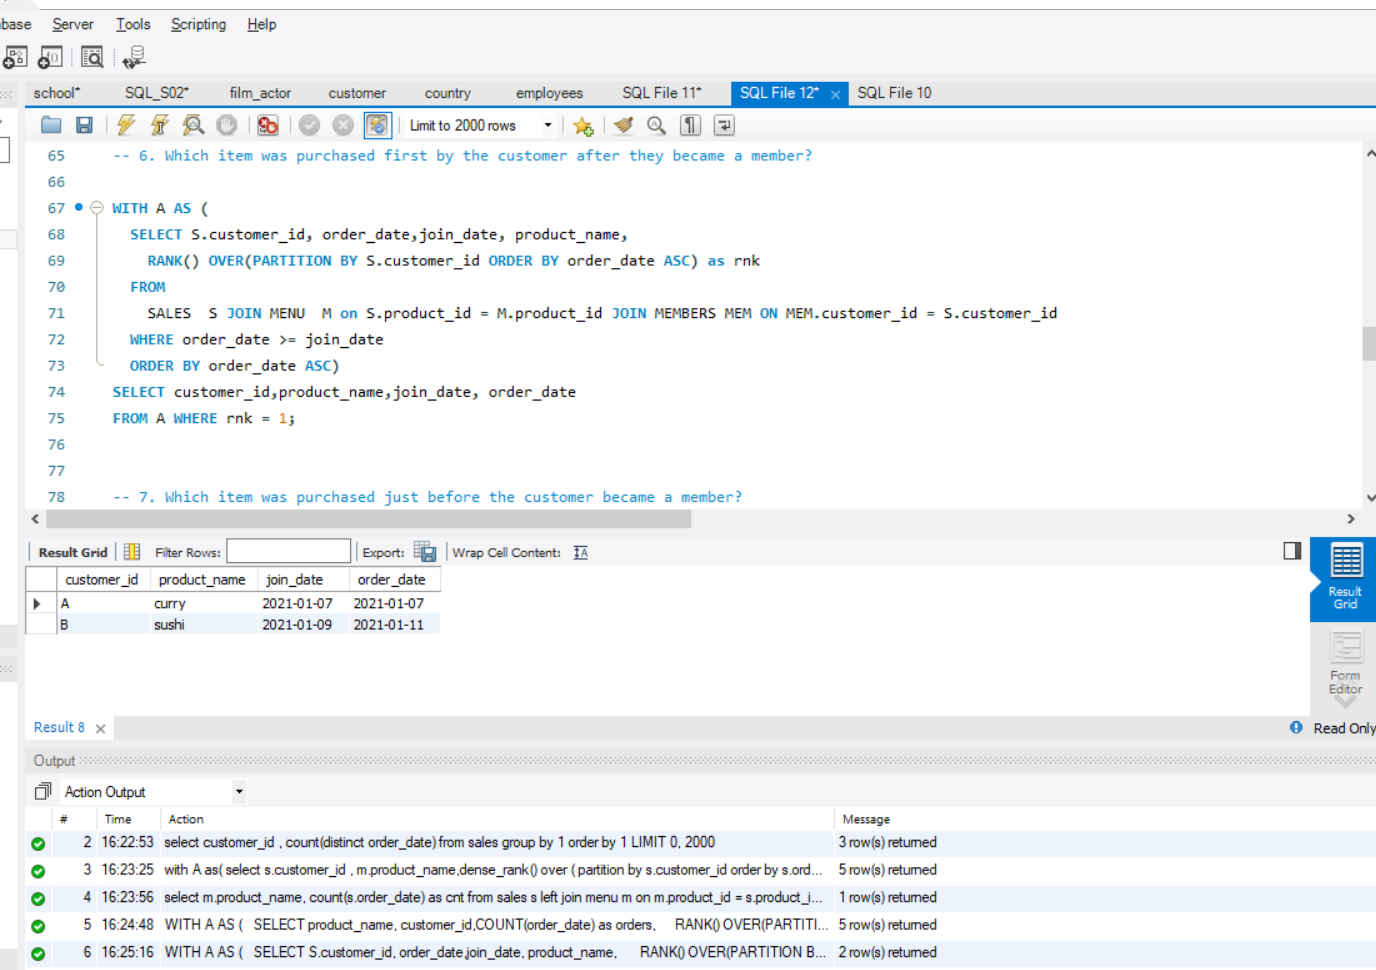 base Server Tools Scripting Help
school* SQL_S02* film_actor customer country employees SQL File 11* SQL File 12* SQL File 10
Limit to 2000 rows
65 -- 6. Which item was purchased first by the customer after they became a member?
66
67 WITH A AS (
68 SELECT S.customer_id, order_date,join_date, product_name,
69 RANK() OVER(PARTITION BY S.customer_id ORDER BY order_date ASC) as rnk
70 FROM
71 SALES S JOIN MENU M on S.product_id = M.product_id JOIN MEMBERS MEM ON MEM.customer_id = S.customer_id
72 WHERE order_date >= join_date
73 ORDER BY order_date ASC)
74 SELECT customer_id,product_name,join_date, order_date
75 FROM A WHERE rnk = 1;
76
77
78 -- 7. Which item was purchased just before the customer became a member?
Result Grid Filter Rows: Export: Wrap Cell Content:
customer_id product_name join_date order_date
A curry 2021-01-07 2021-01-07
B sushi 2021-01-09 2021-01-11
Result Grid
Form Editor
Result 8 Read Only
Output
Action Output
# Time Action Message
2 16:22:53 select customer_id , count(distinct order_date) from sales group by 1 order by 1 LIMIT 0, 2000 3 row(s) returned
3 16:23:25 with A as( select s.customer_id , m.product_name,dense_rank() over ( partition by s.customer_id order by s.ord... 5 row(s) returned
4 16:23:56 select m.product_name, count(s.order_date) as cnt from sales s left join menu m on m.product_id = s.product_i... 1 row(s) returned
5 16:24:48 WITH A AS ( SELECT product_name, customer_id,COUNT(order_date) as orders, RANK() OVER(PARTITI... 5 row(s) returned
6 16:25:16 WITH A AS ( SELECT S.customer_id, order_date,join_date, product_name, RANK() OVER(PARTITION B... 2 row(s) returned